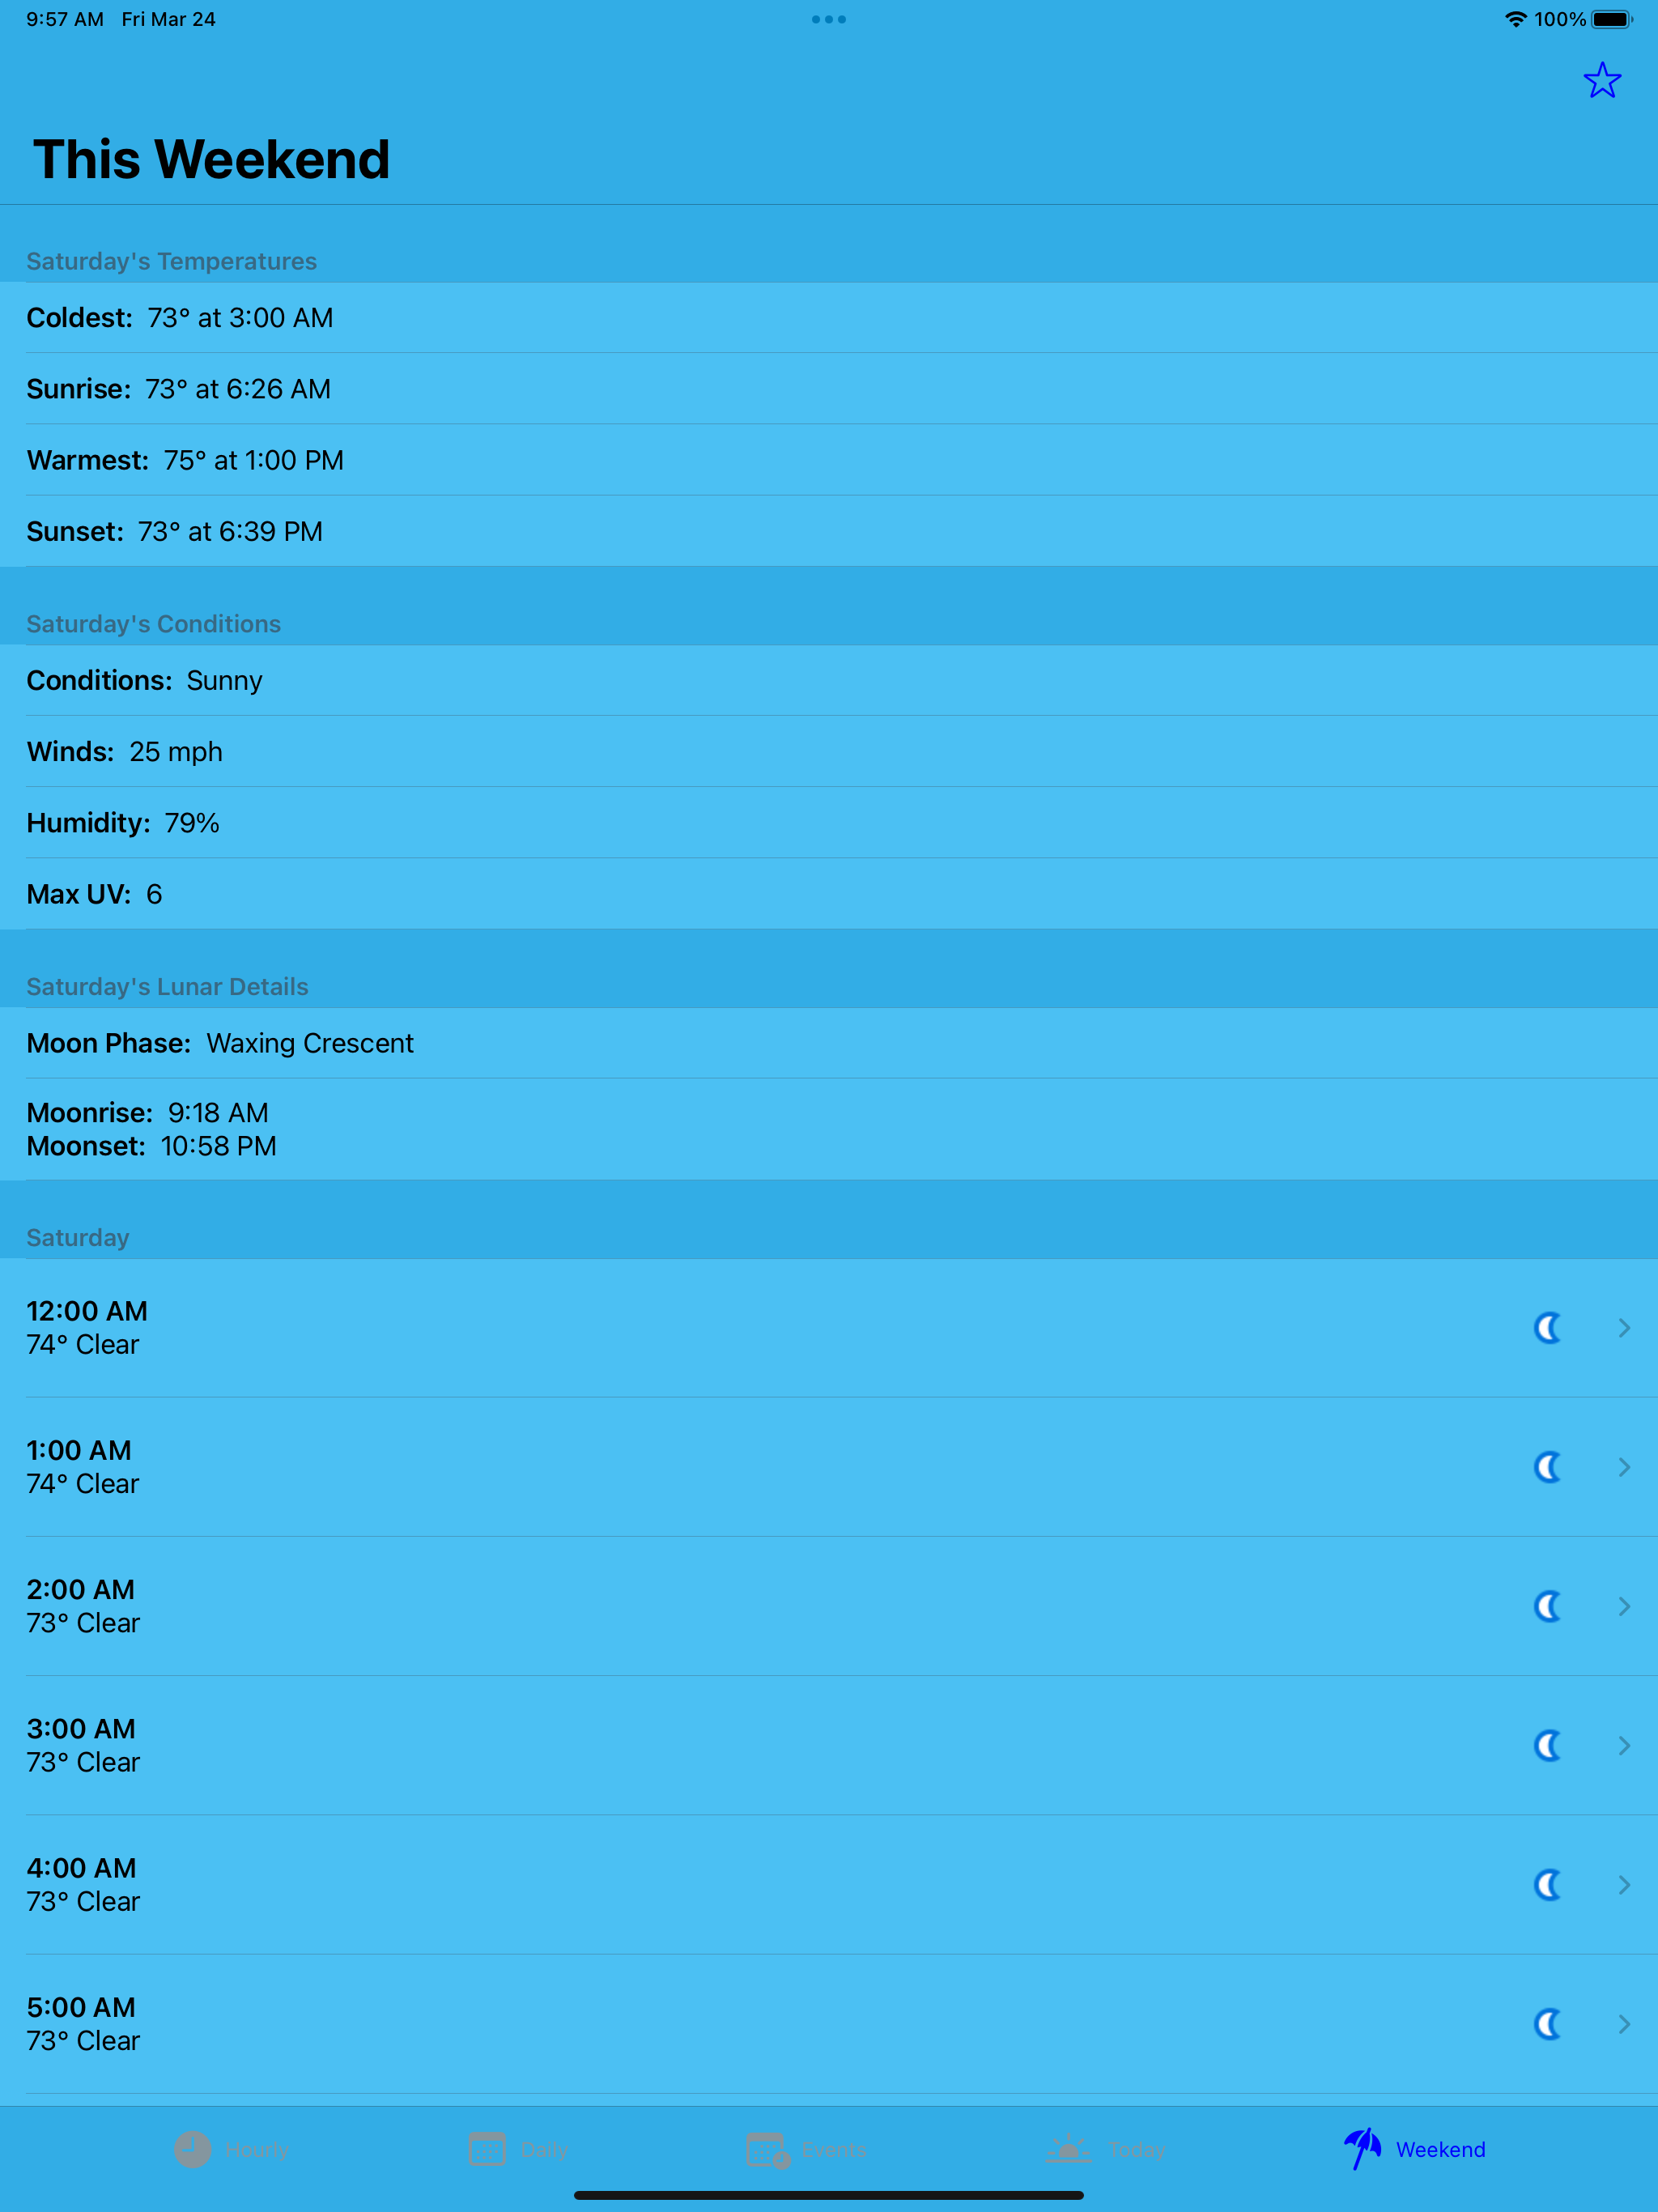 9:57 AM Fri Mar 24
100%
This Weekend
Saturday's Temperatures
Coldest: 73° at 3:00 AM
Sunrise: 73° at 6:26 AM
Warmest: 75° at 1:00 PM
Sunset: 73° at 6:39 PM
Saturday's Conditions
Conditions: Sunny
Winds: 25 mph
Humidity: 79%
Max UV: 6
Saturday's Lunar Details
Moon Phase: Waxing Crescent
Moonrise: 9:18 AM
Moonset: 10:58 PM
Saturday
12:00 AM
74° Clear
1:00 AM
74° Clear
2:00 AM
73° Clear
3:00 AM
73° Clear
4:00 AM
73° Clear
5:00 AM
73° Clear
Hourly Daily Events Today Weekend